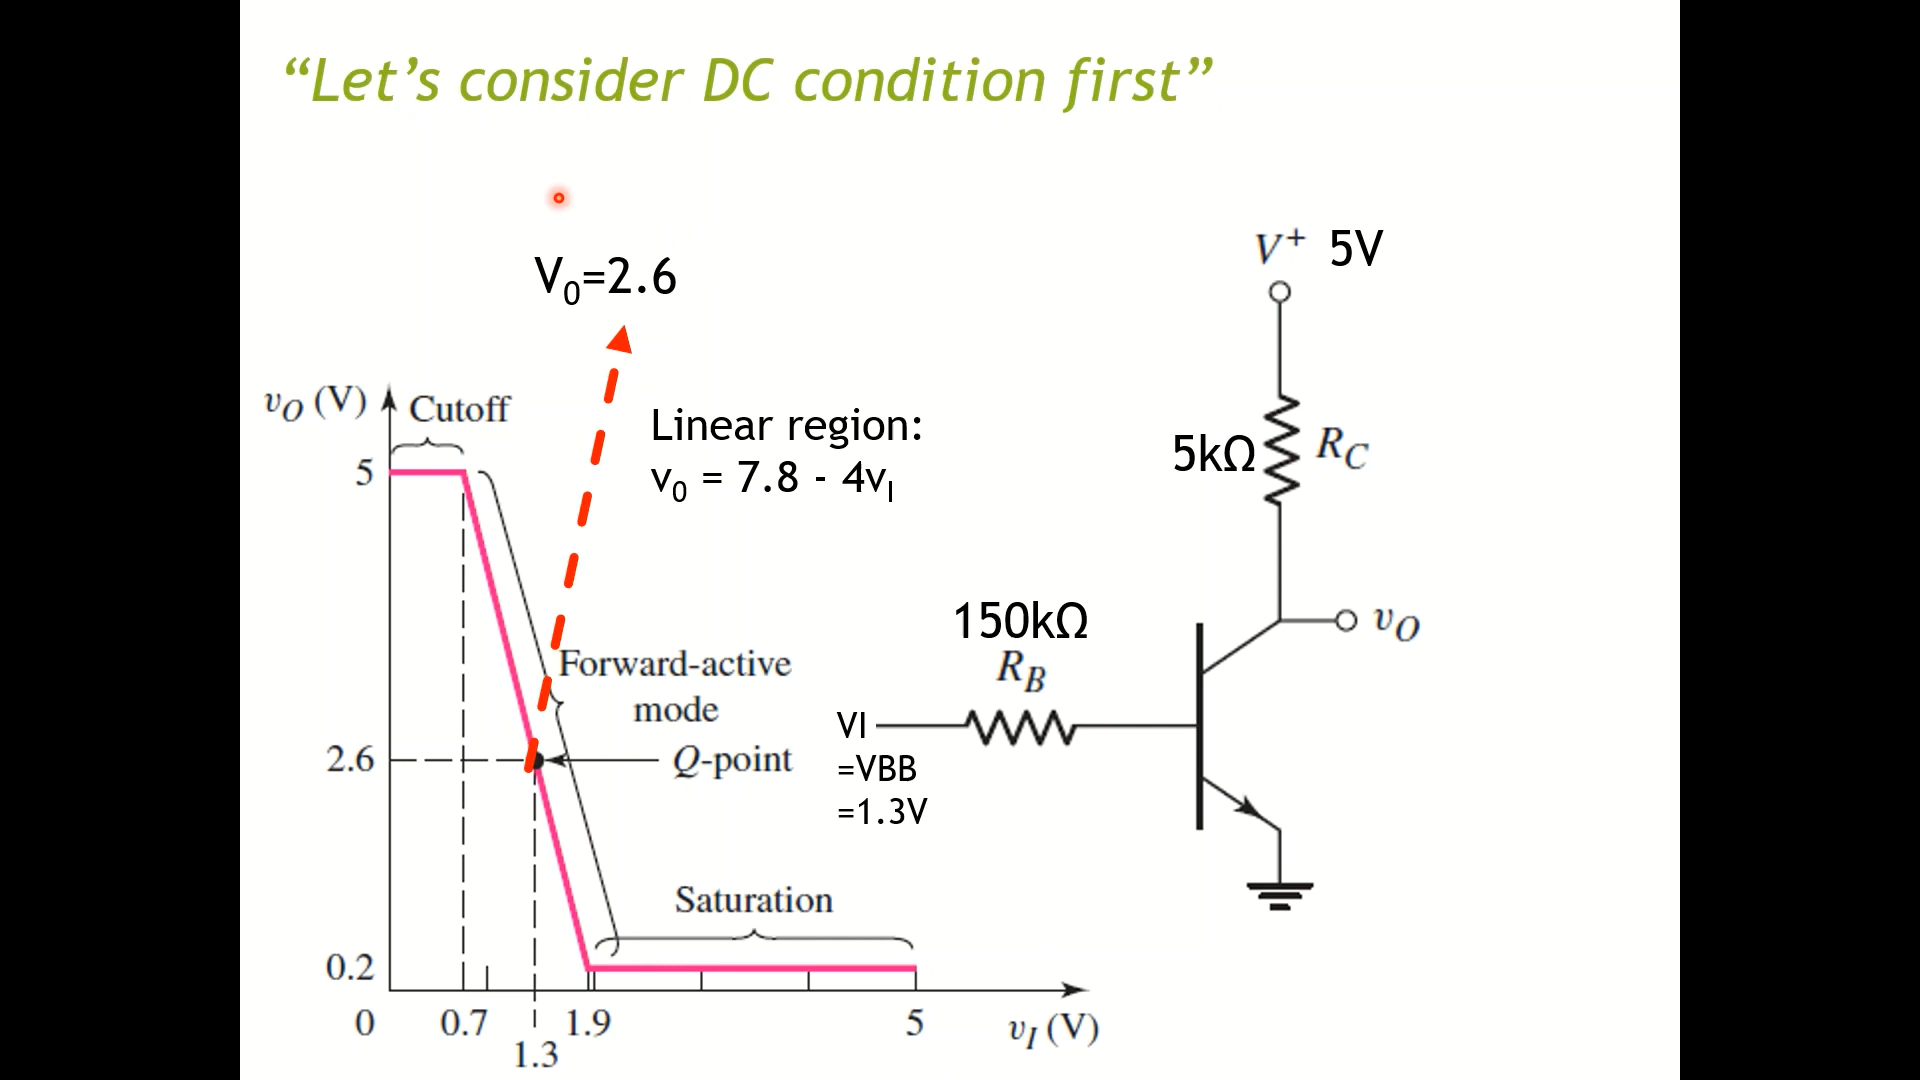 “Let’s consider DC condition first”
V0=2.6
V+ 5V
vO (V)
Cutoff
Linear region:
v0 = 7.8 - 4vI
5kΩ
RC
5
150kΩ
RB
vO
Forward-active
mode
VI
=VBB
=1.3V
2.6
Q-point
Saturation
0.2
0
0.7
1.9
5
vI (V)
1.3